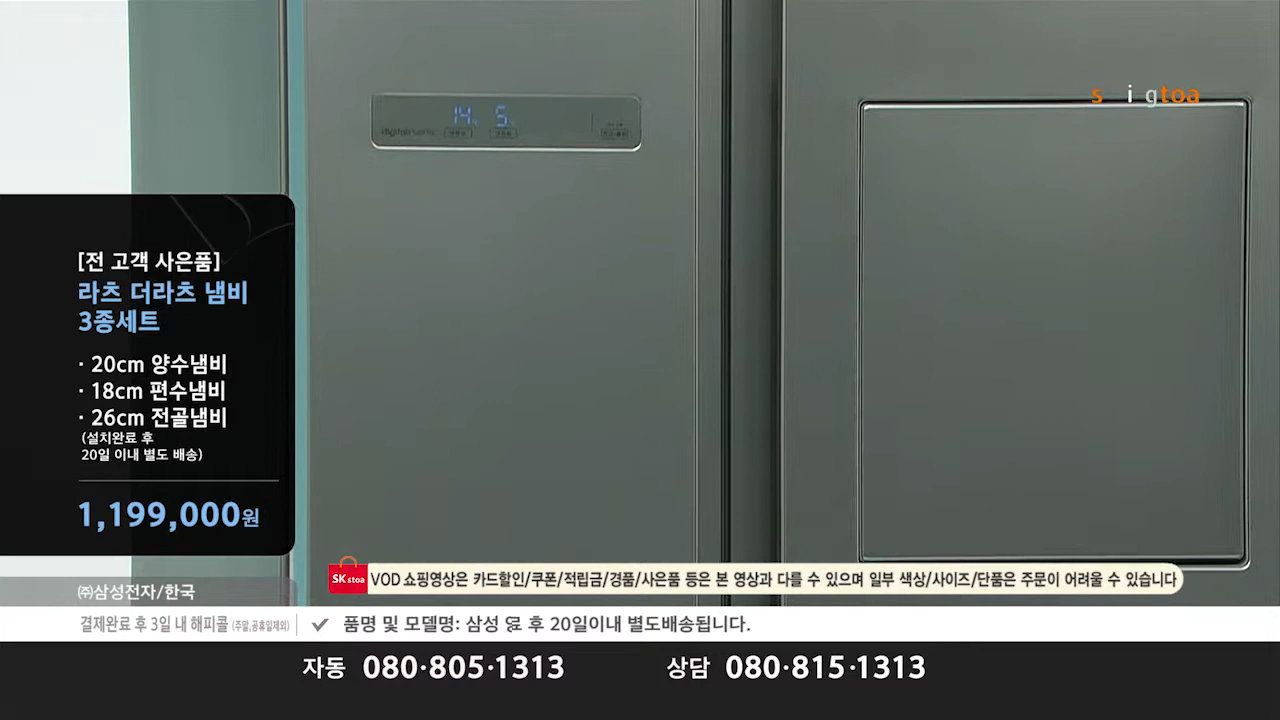 14 5
digital
[전 고객 사은품]
라츠 더라츠 냄비
3종세트
· 20cm 양수냄비
· 18cm 편수냄비
· 26cm 전골냄비
(설치완료 후
20일 이내 별도 배송)
1,199,000원
㈜삼성전자/한국
SK stoa
VOD 쇼핑영상은 카드할인/쿠폰/적립금/경품/사은품 등은 본 영상과 다를 수 있으며 일부 색상/사이즈/단품은 주문이 어려울 수 있습니다
결제완료 후 3일 내 해피콜 (주말,공휴일제외)
품명 및 모델명: 삼성 후 20일이내 별도배송됩니다.
자동 080·805·1313 상담 080·815·1313